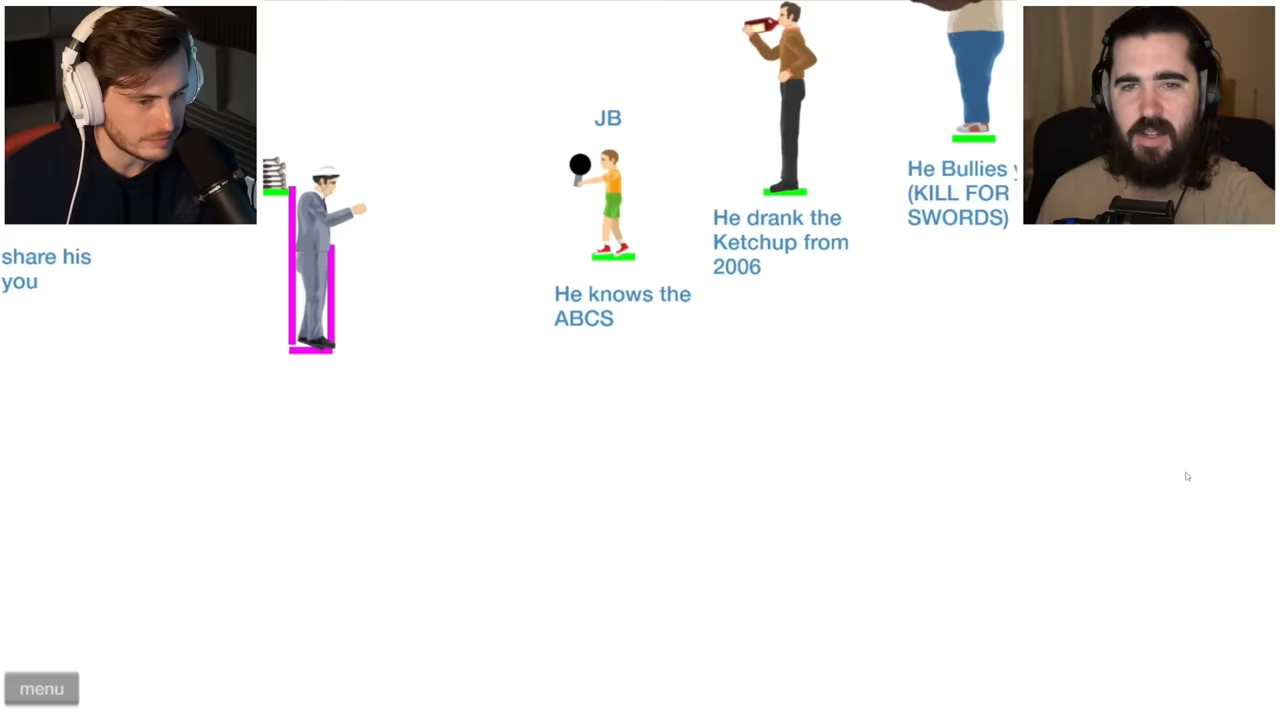 share his
you
JB
He knows the
ABCS
He drank the
Ketchup from
2006
He Bullies
(KILL FOR
SWORDS)
menu